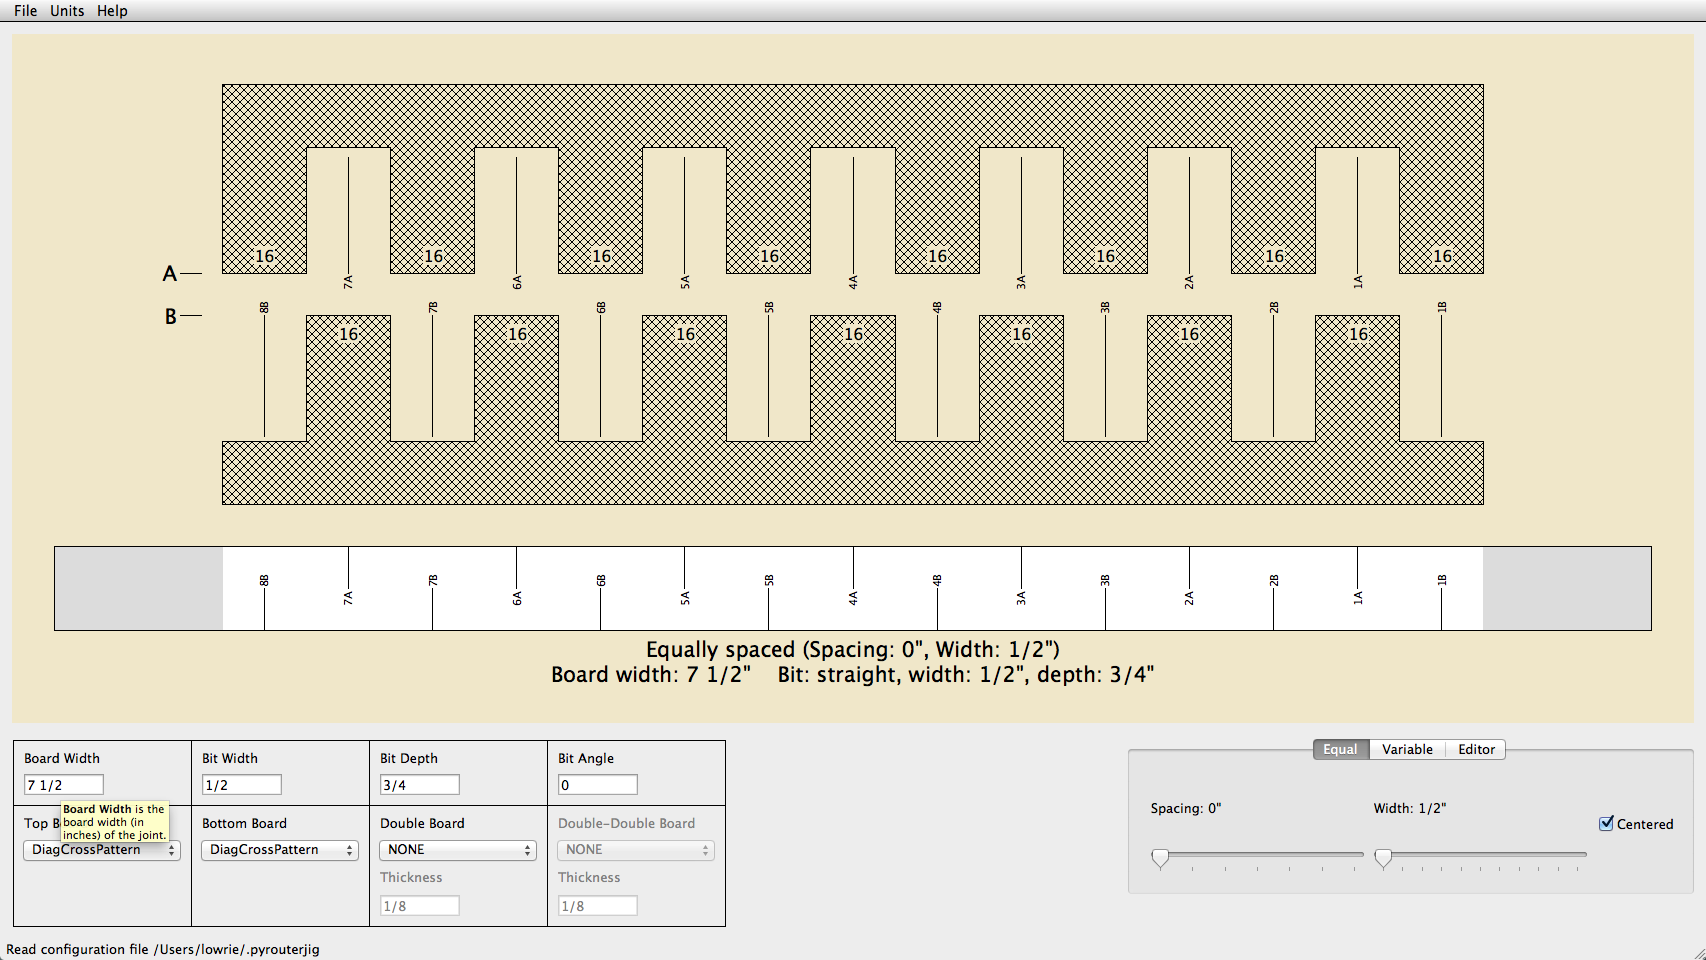 File Units Help
16 16 16 16 16 16 16 16
A
7A 6A 5A 4A 3A 2A 1A
8B 7B 6B 5B 4B 3B 2B 1B
B
16 16 16 16 16 16 16
8B 7B 6B 5B 4B 3B 2B 1B
7A 6A 5A 4A 3A 2A 1A
Equally spaced (Spacing: 0", Width: 1/2")
Board width: 7 1/2" Bit: straight, width: 1/2", depth: 3/4"
Equal Variable Editor
Board Width Bit Width Bit Depth Bit Angle
7 1/2 1/2 3/4 0
Board Width is the
board width (in
inches) of the joint.
Spacing: 0" Width: 1/2"
Centered
Top B Bottom Board Double Board Double-Double Board
DiagCrossPattern DiagCrossPattern NONE NONE
Thickness Thickness
1/8 1/8
Read configuration file /Users/lowrie/.pyrouterjig